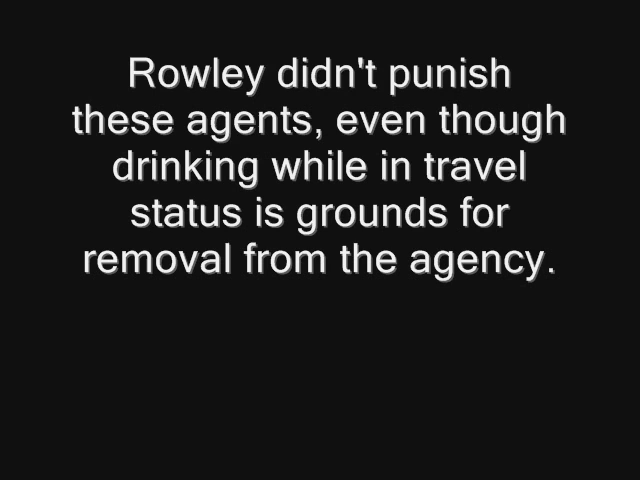 Rowley didn't punish
these agents, even though
drinking while in travel
status is grounds for
removal from the agency.